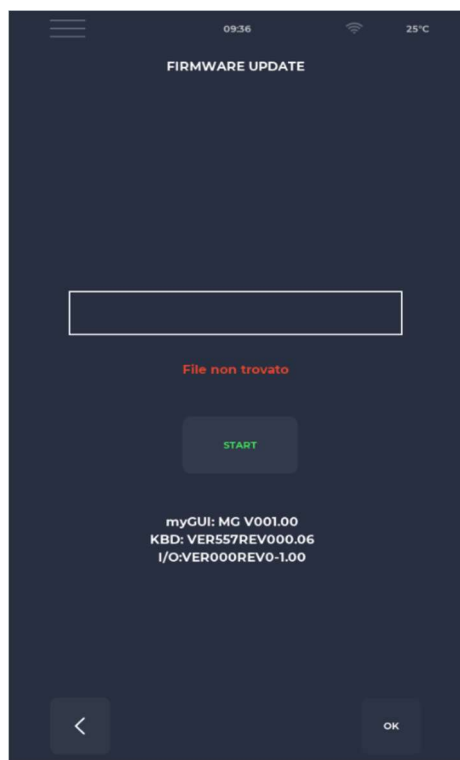 09:36 25°C
FIRMWARE UPDATE
File non trovato
START
myGUI: MG V001.00
KBD: VER557REV000.06
I/O:VER000REV0-1.00
OK